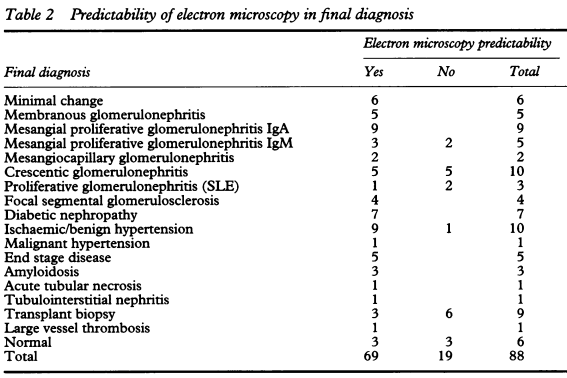 Table 2 Predictability of electron microscopy in final diagnosis
Electron microscopy predictability
Final diagnosis Yes No Total
Minimal change 6 6
Membranous glomerulonephritis 5 5
Mesangial proliferative glomerulonephritis IgA 9 9
Mesangial proliferative glomerulonephritis IgM 3 2 5
Mesangiocapillary glomerulonephritis 2 2
Crescentic glomerulonephritis 5 5 10
Proliferative glomerulonephritis (SLE) 1 2 3
Focal segmental glomerulosclerosis 4 4
Diabetic nephropathy 7 7
Ischaemic/benign hypertension 9 1 10
Malignant hypertension 1 1
End stage disease 5 5
Amyloidosis 3 3
Acute tubular necrosis 1 1
Tubulointerstitial nephritis 1 1
Transplant biopsy 3 6 9
Large vessel thrombosis 1 1
Normal 3 3 6
Total 69 19 88